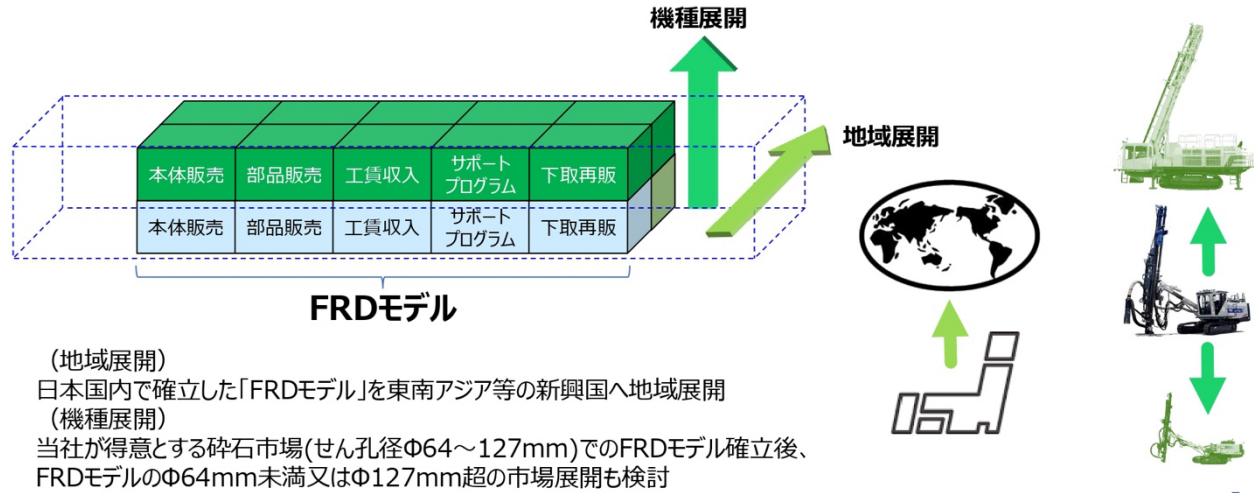 機種展開
地域展開
本体販売 部品販売 工賃収入 サポートプログラム 下取再販
本体販売 部品販売 工賃収入 サポートプログラム 下取再販
FRDモデル
(地域展開)
日本国内で確立した「FRDモデル」を東南アジア等の新興国へ地域展開
(機種展開)
当社が得意とする砕石市場(せん孔径Φ64～127mm)でのFRDモデル確立後、
FRDモデルのΦ64mm未満又はΦ127mm超の市場展開も検討